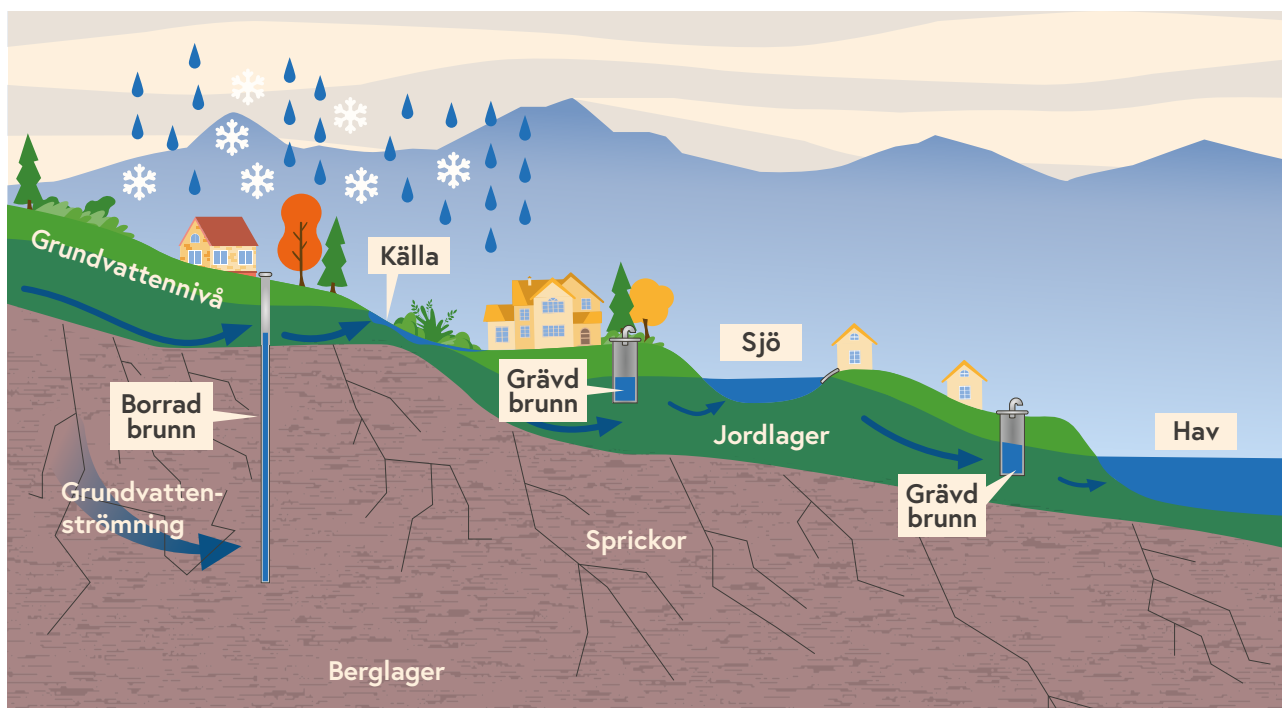 Grundvattennivå
Källa
Sjö
Grävd
brunn
Borrad
brunn
Jordlager
Hav
Grundvatten-
strömning
Grävd
brunn
Sprickor
Berglager